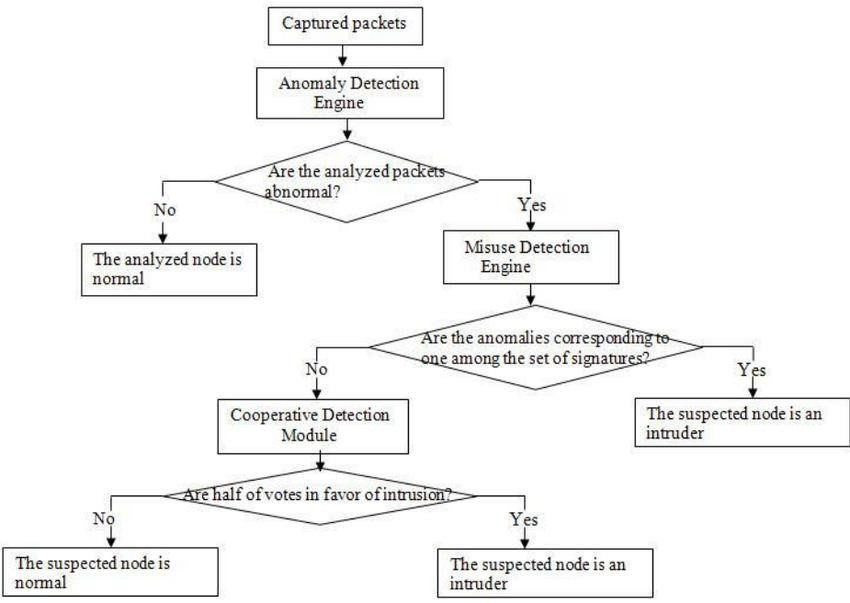 Captured packets
Anomaly Detection
Engine
Are the analyzed packets
abnormal?
No
Yes
The analyzed node is
normal
Misuse Detection
Engine
Are the anomalies corresponding to
one among the set of signatures?
No
Yes
Cooperative Detection
Module
The suspected node is an
intruder
Are half of votes in favor of intrusion?
No
Yes
The suspected node is
normal
The suspected node is an
intruder